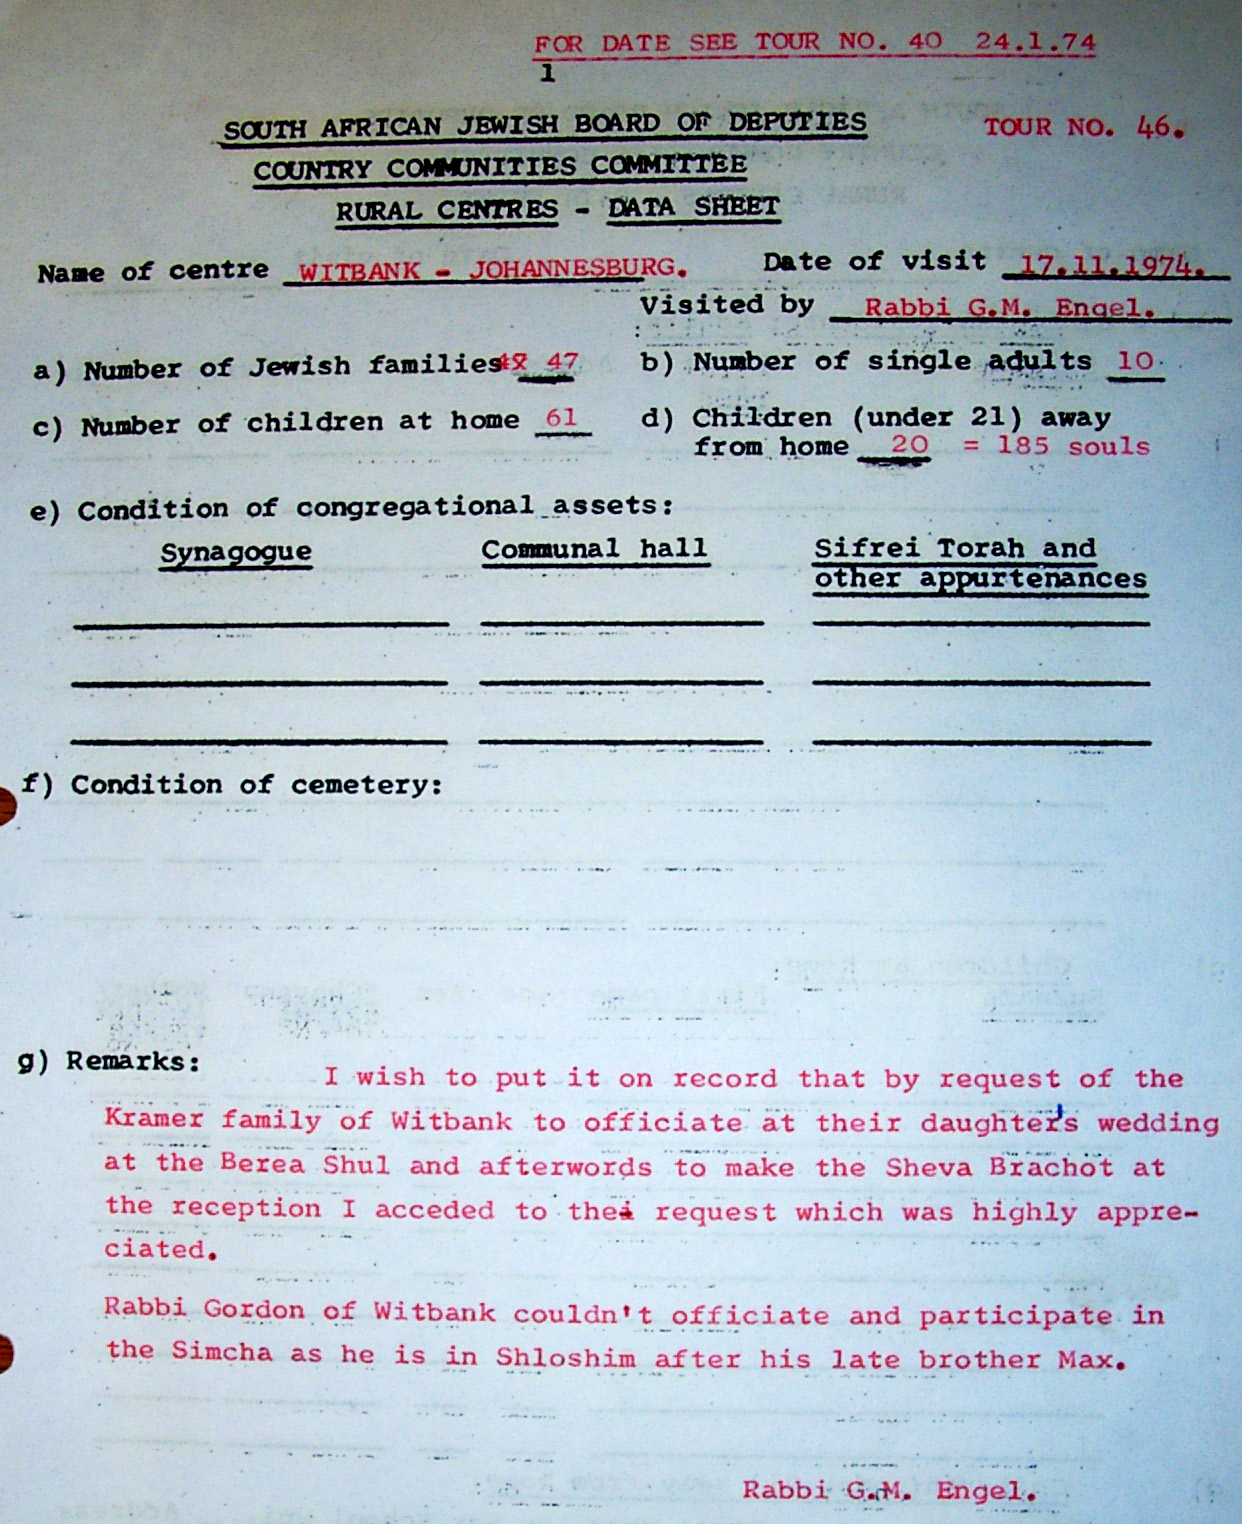 FOR DATE SEE TOUR NO. 40 24.1.74
1
SOUTH AFRICAN JEWISH BOARD OF DEPUTIES TOUR NO. 46.
COUNTRY COMMUNITIES COMMITTEE
RURAL CENTRES - DATA SHEET
Name of centre WITBANK - JOHANNESBURG. Date of visit 17.11.1974.
Visited by Rabbi G.M. Engel.
a) Number of Jewish families 47 b) Number of single adults 10
c) Number of children at home 61 d) Children (under 21) away
from home 20 = 185 souls
e) Condition of congregational assets:
Synagogue Communal hall Sifrei Torah and
other appurtenances
f) Condition of cemetery:
g) Remarks:
I wish to put it on record that by request of the
Kramer family of Witbank to officiate at their daughter's wedding
at the Berea Shul and afterwords to make the Sheva Brachot at
the reception I acceded to the request which was highly appre-
ciated.
Rabbi Gordon of Witbank couldn't officiate and participate in
the Simcha as he is in Shloshim after his late brother Max.
Rabbi G.M. Engel.